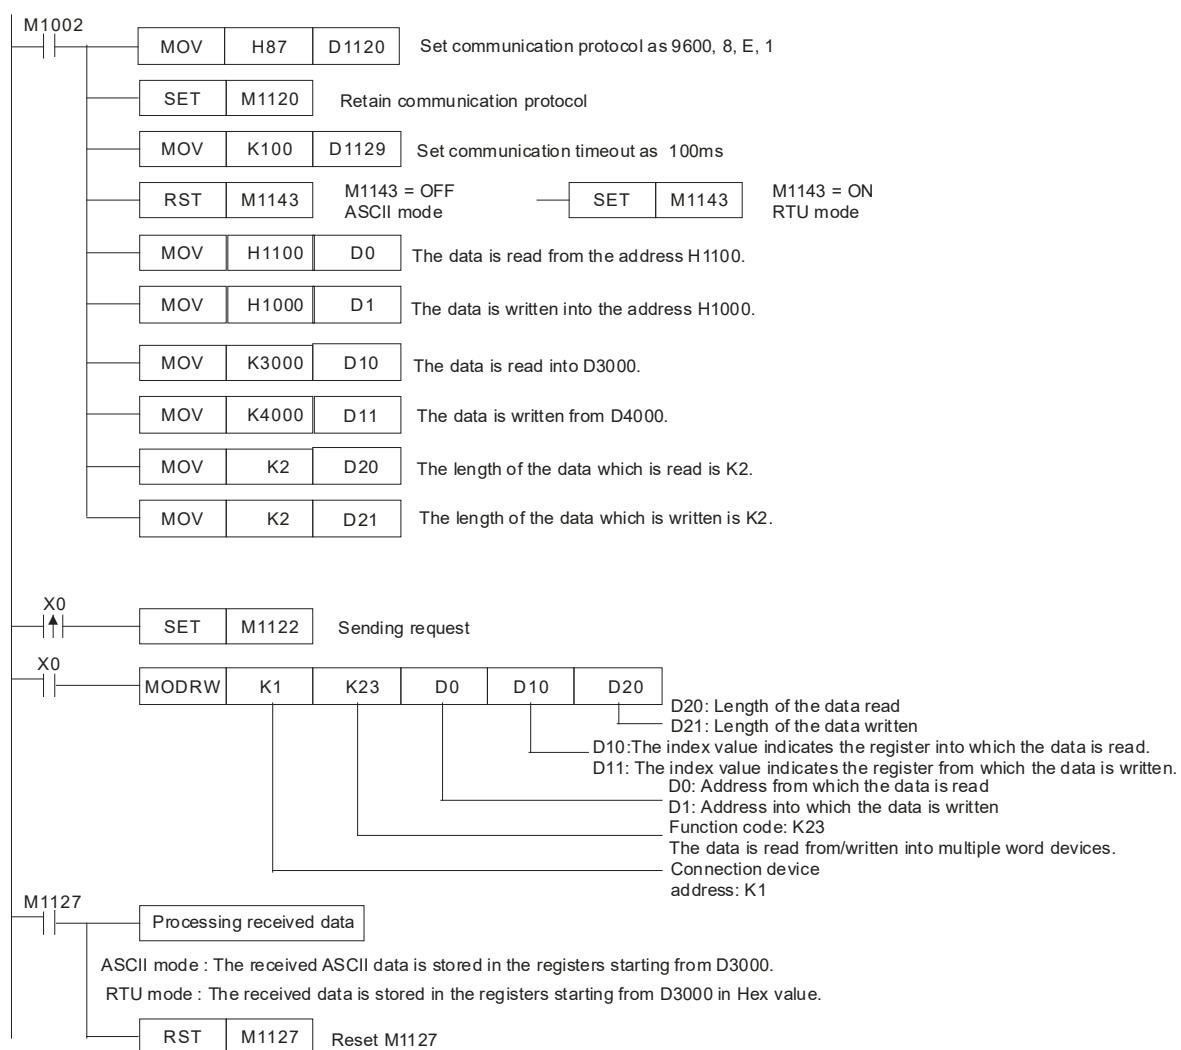 M1002
MOV H87 D1120 Set communication protocol as 9600, 8, E, 1
SET M1120 Retain communication protocol
MOV K100 D1129 Set communication timeout as 100ms
RST M1143 M1143 = OFF
ASCII mode
SET M1143 M1143 = ON
RTU mode
MOV H1100 D0 The data is read from the address H1100.
MOV H1000 D1 The data is written into the address H1000.
MOV K3000 D10 The data is read into D3000.
MOV K4000 D11 The data is written from D4000.
MOV K2 D20 The length of the data which is read is K2.
MOV K2 D21 The length of the data which is written is K2.
X0
SET M1122 Sending request
X0
MODRW K1 K23 D0 D10 D20
D20: Length of the data read
D21: Length of the data written
D10:The index value indicates the register into which the data is read.
D11: The index value indicates the register from which the data is written.
D0: Address from which the data is read
D1: Address into which the data is written
Function code: K23
The data is read from/written into multiple word devices.
Connection device
address: K1
M1127
Processing received data
ASCII mode : The received ASCII data is stored in the registers starting from D3000.
RTU mode : The received data is stored in the registers starting from D3000 in Hex value.
RST M1127 Reset M1127